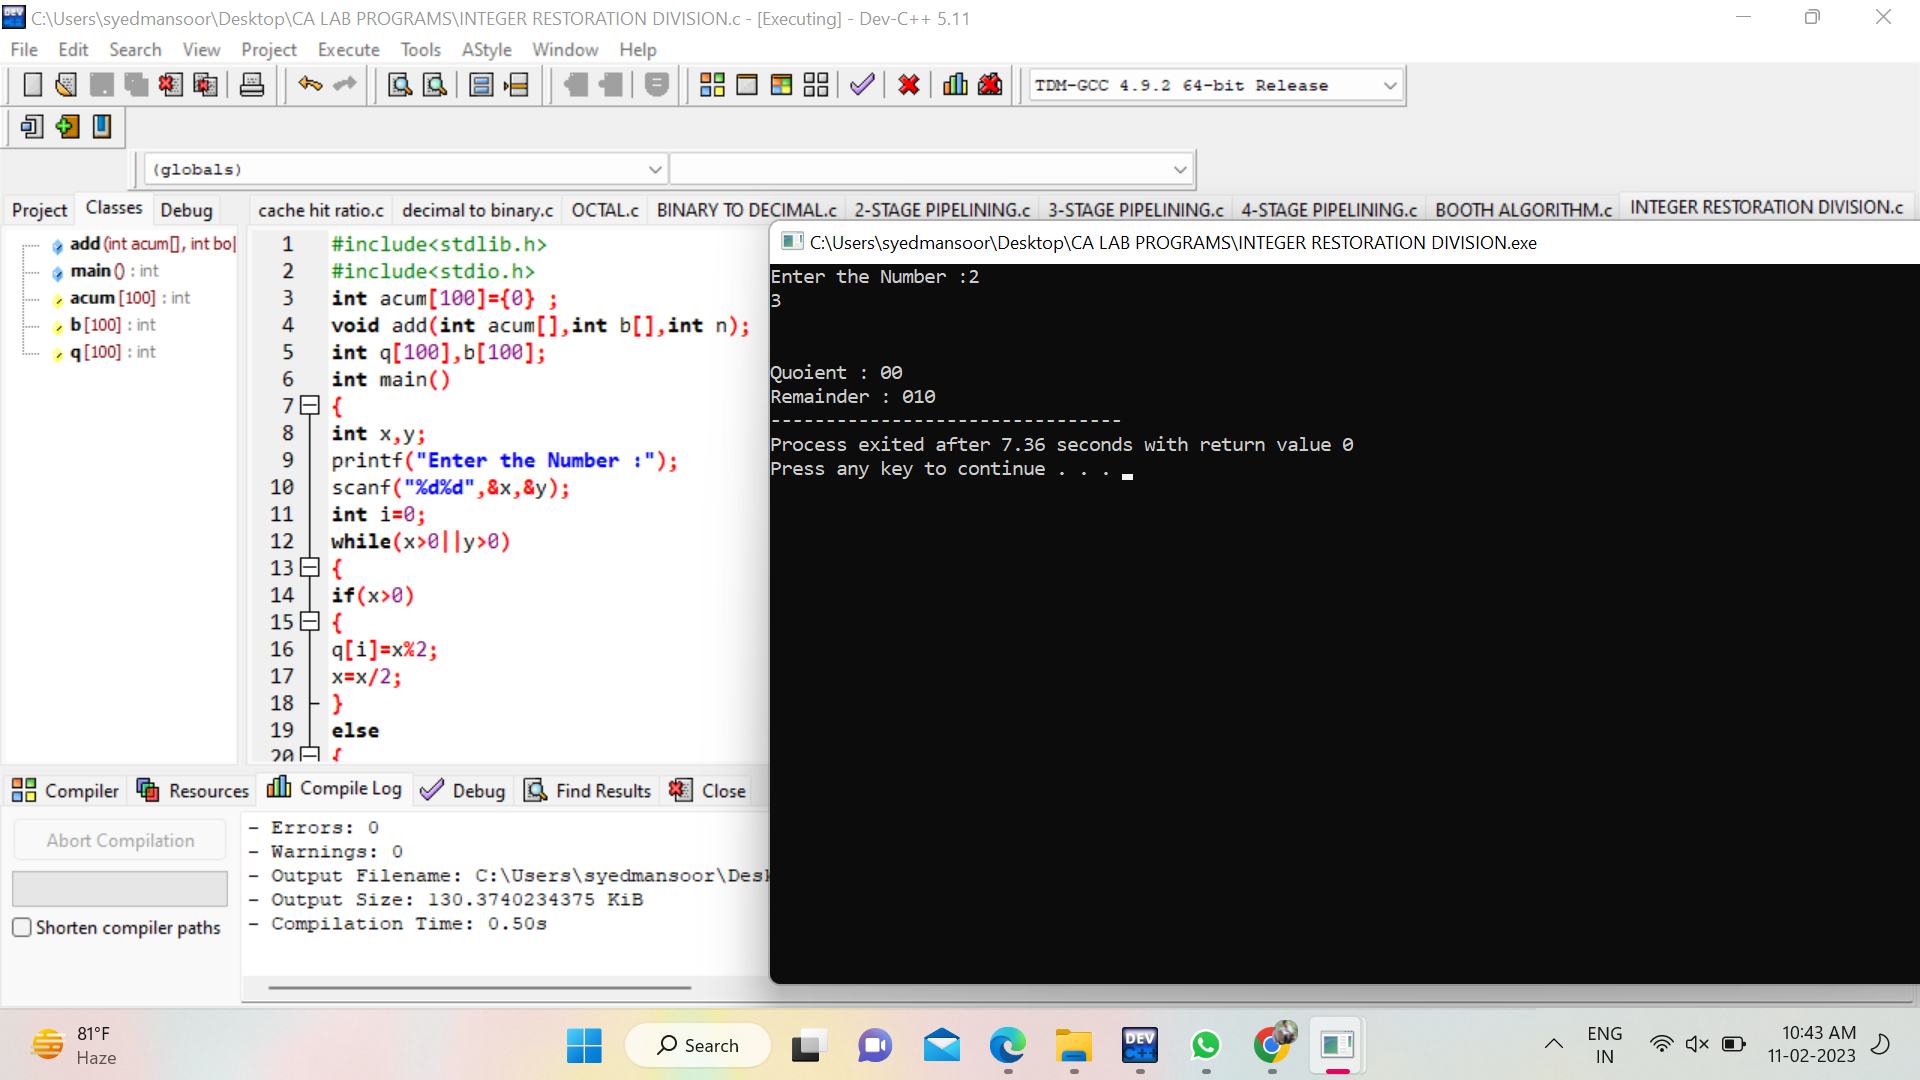 C:\Users\syedmansoor\Desktop\CA LAB PROGRAMS\INTEGER RESTORATION DIVISION.c - [Executing] - Dev-C++ 5.11
File Edit Search View Project Execute Tools AStyle Window Help
TDM-GCC 4.9.2 64-bit Release
(globals)
Project Classes Debug
cache hit ratio.c decimal to binary.c OCTAL.c BINARY TO DECIMAL.c 2-STAGE PIPELINING.c 3-STAGE PIPELINING.c 4-STAGE PIPELINING.c BOOTH ALGORITHM.c INTEGER RESTORATION DIVISION.c
add (int acum[], int bo[
main () : int
acum [100] : int
b [100] : int
q [100] : int
1 #include<stdlib.h>
2 #include<stdio.h>
3 int acum[100]={0} ;
4 void add(int acum[],int b[],int n);
5 int q[100],b[100];
6 int main()
7 {
8 int x,y;
9 printf("Enter the Number :");
10 scanf("%d%d",&x,&y);
11 int i=0;
12 while(x>0||y>0)
13 {
14 if(x>0)
15 {
16 q[i]=x%2;
17 x=x/2;
18 }
19 else
20 {
C:\Users\syedmansoor\Desktop\CA LAB PROGRAMS\INTEGER RESTORATION DIVISION.exe
Enter the Number :2
3
Quoient : 00
Remainder : 010
--------------------------------
Process exited after 7.36 seconds with return value 0
Press any key to continue . . .
Compiler Resources Compile Log Debug Find Results Close
Abort Compilation
Shorten compiler paths
- Errors: 0
- Warnings: 0
- Output Filename: C:\Users\syedmansoor\Desk
- Output Size: 130.3740234375 KiB
- Compilation Time: 0.50s
81°F
Haze
Search
DEV
C++
ENG
IN
10:43 AM
11-02-2023